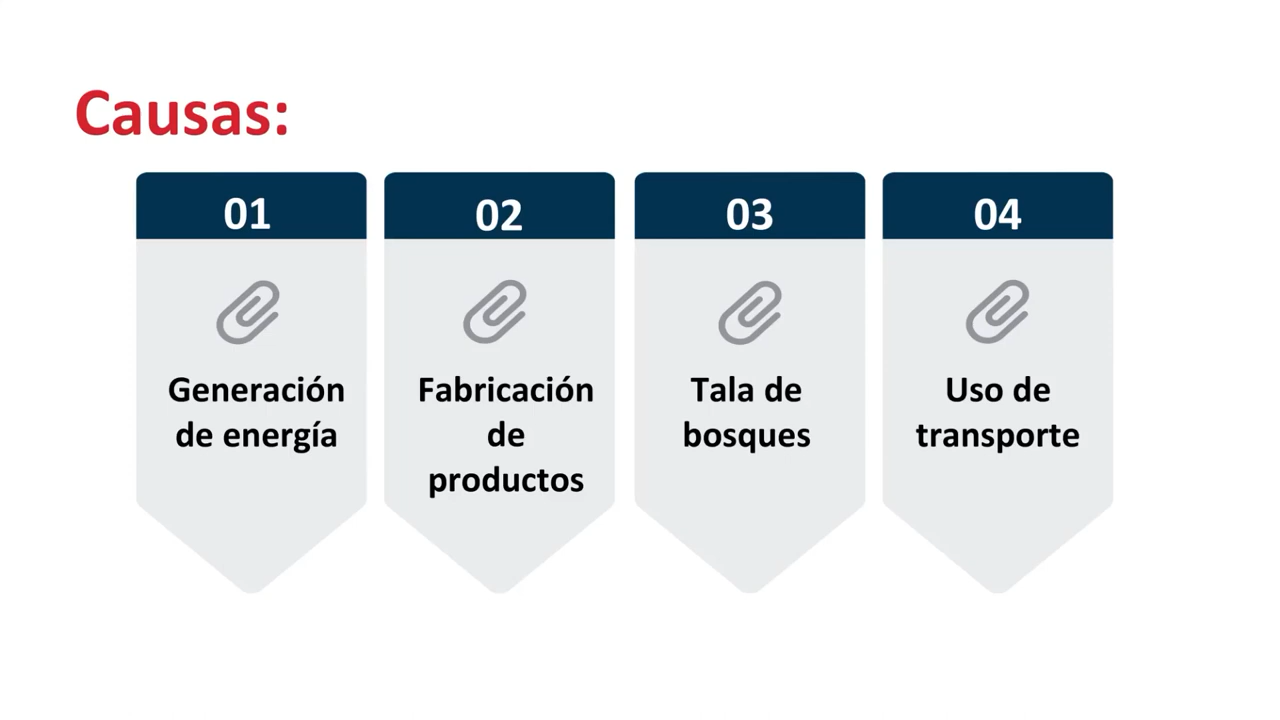 Causas:
01
Generación
de energía
02
Fabricación
de
productos
03
Tala de
bosques
04
Uso de
transporte